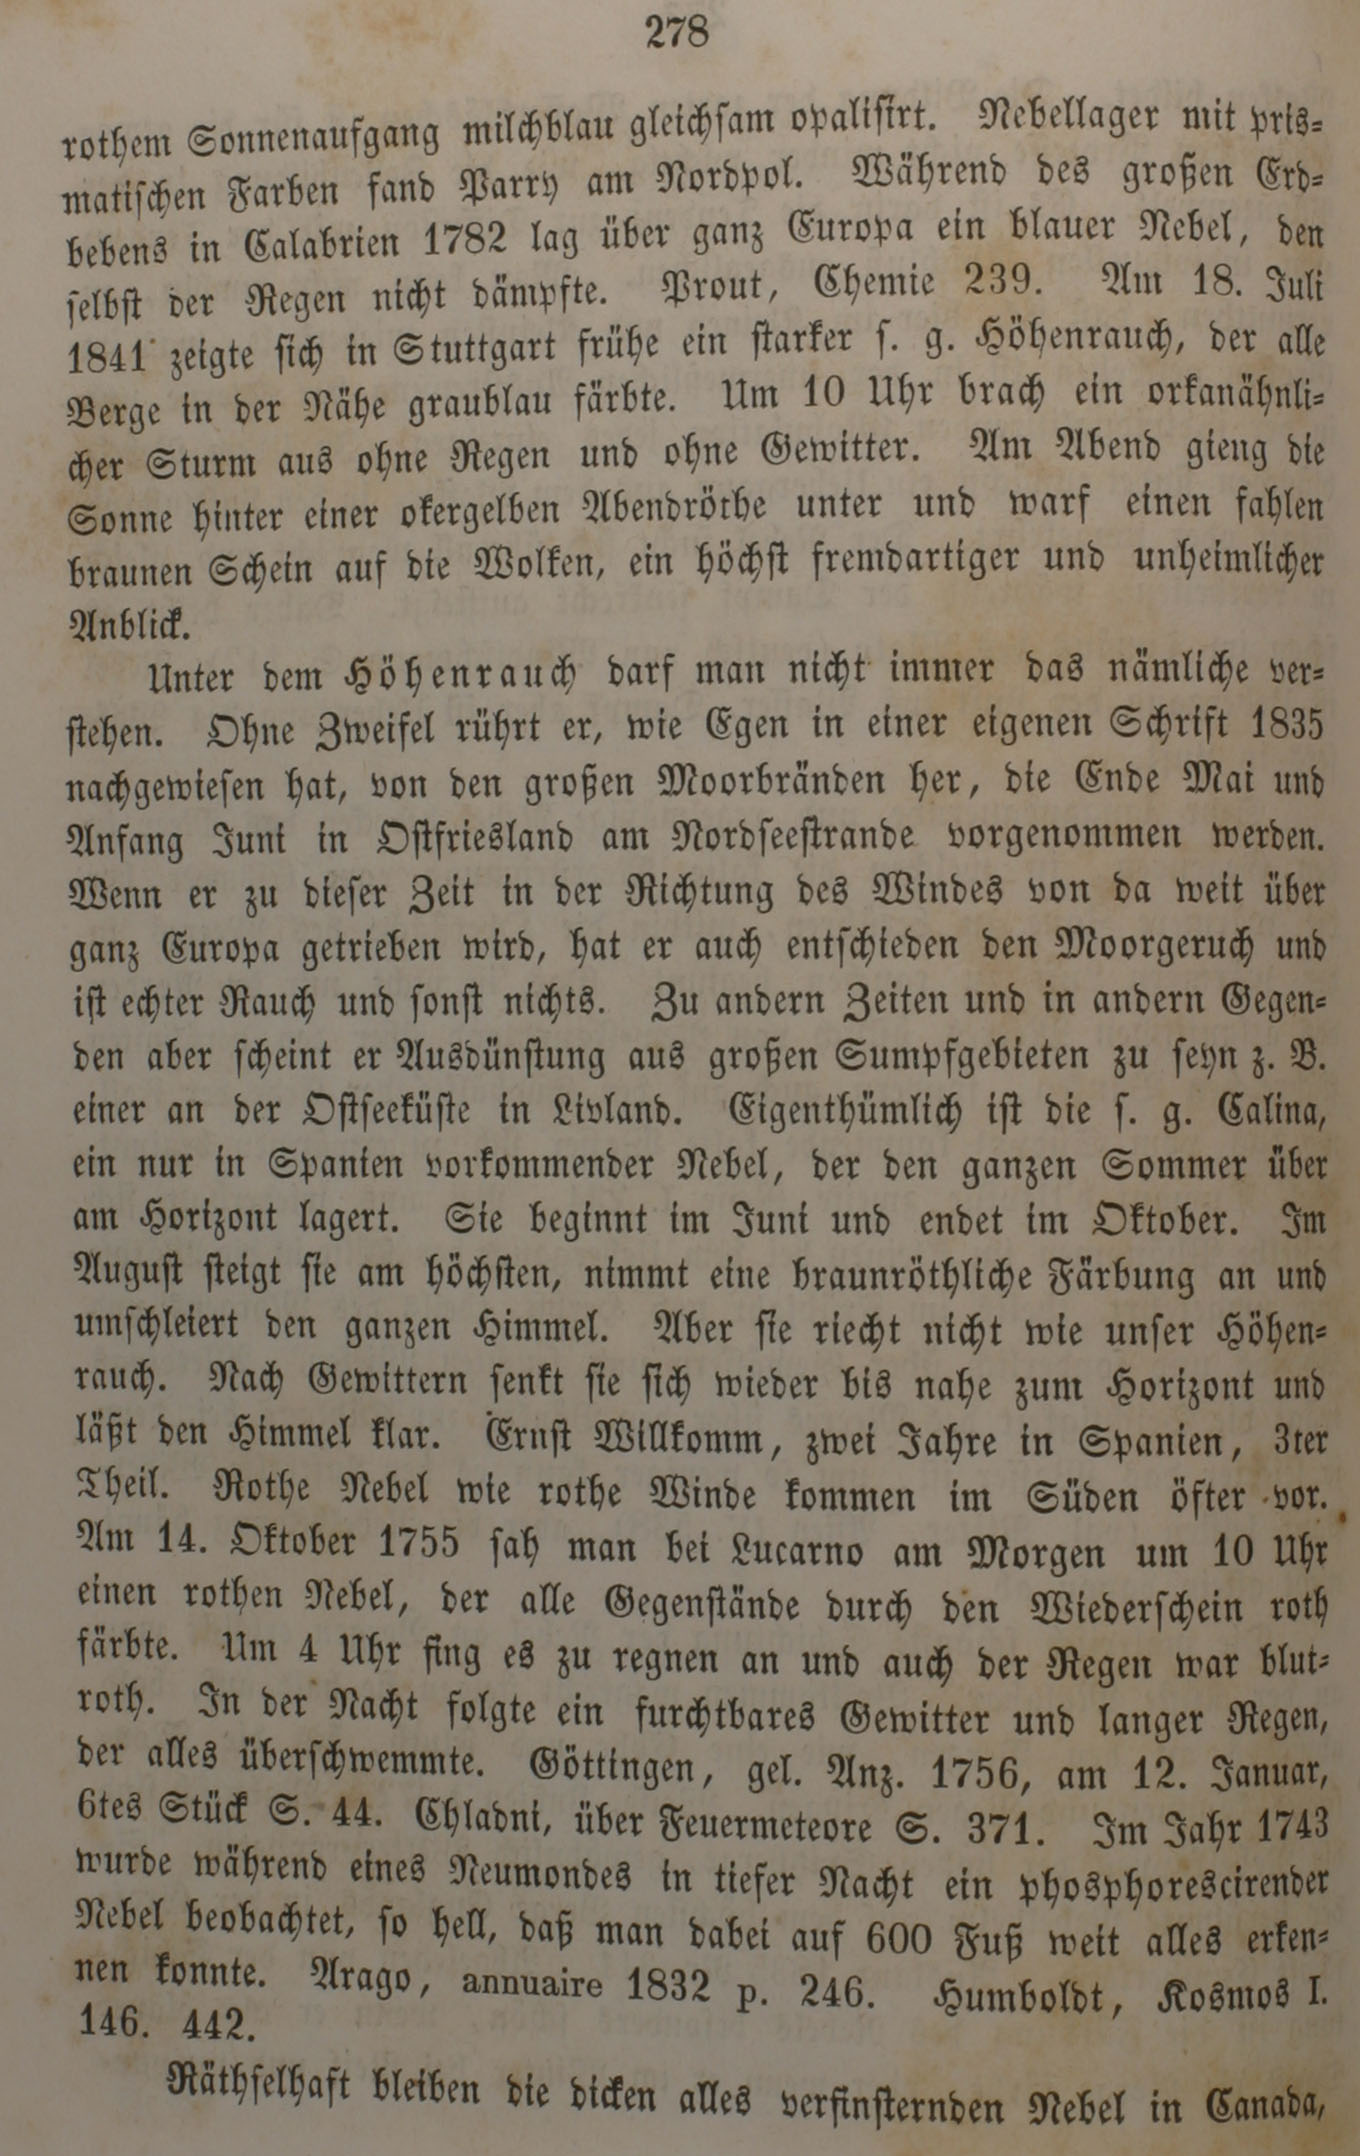 278
rothem Sonnenaufgang milchblau gleichsam opalisirt. Nebellager mit pris-
matischen Farben fand Parry am Nordpol. Während des großen Erd-
bebens in Calabrien 1782 lag über ganz Europa ein blauer Nebel, den
selbst der Regen nicht dämpfte. Prout, Chemie 239. Am 18. Juli
1841 zeigte sich in Stuttgart frühe ein starker s. g. Höhenrauch, der alle
Berge in der Nähe graublau färbte. Um 10 Uhr brach ein orkanähnli-
cher Sturm aus ohne Regen und ohne Gewitter. Am Abend gieng die
Sonne hinter einer okergelben Abendröthe unter und warf einen fahlen
braunen Schein auf die Wolken, ein höchst fremdartiger und unheimlicher
Anblick.
Unter dem Höhenrauch darf man nicht immer das nämliche ver-
stehen. Ohne Zweifel rührt er, wie Egen in einer eigenen Schrift 1835
nachgewiesen hat, von den großen Moorbränden her, die Ende Mai und
Anfang Juni in Ostfriesland am Nordseestrande vorgenommen werden.
Wenn er zu dieser Zeit in der Richtung des Windes von da weit über
ganz Europa getrieben wird, hat er auch entschieden den Moorgeruch und
ist echter Rauch und sonst nichts. Zu andern Zeiten und in andern Gegen-
den aber scheint er Ausdünstung aus großen Sumpfgebieten zu seyn z. B.
einer an der Ostseeküste in Livland. Eigenthümlich ist die s. g. Calina,
ein nur in Spanien vorkommender Nebel, der den ganzen Sommer über
am Horizont lagert. Sie beginnt im Juni und endet im Oktober. Im
August steigt sie am höchsten, nimmt eine braunröthliche Färbung an und
umschleiert den ganzen Himmel. Aber sie riecht nicht wie unser Höhen-
rauch. Nach Gewittern senkt sie sich wieder bis nahe zum Horizont und
läßt den Himmel klar. Ernst Willkomm, zwei Jahre in Spanien, 3ter
Theil. Rothe Nebel wie rothe Winde kommen im Süden öfter vor.
Am 14. Oktober 1755 sah man bei Lucarno am Morgen um 10 Uhr
einen rothen Nebel, der alle Gegenstände durch den Wiederschein roth
färbte. Um 4 Uhr fing es zu regnen an und auch der Regen war blut-
roth. In der Nacht folgte ein furchtbares Gewitter und langer Regen,
der alles überschwemmte. Göttingen, gel. Anz. 1756, am 12. Januar,
6tes Stück S. 44. Chladni, über Feuermeteore S. 371. Im Jahr 1743
wurde während eines Neumondes in tiefer Nacht ein phosphorescirender
Nebel beobachtet, so hell, daß man dabei auf 600 Fuß weit alles erken-
nen konnte. Arago, annuaire 1832 p. 246. Humboldt, Kosmos I.
146. 442.
Räthselhaft bleiben die dicken alles verfinsternden Nebel in Canada,